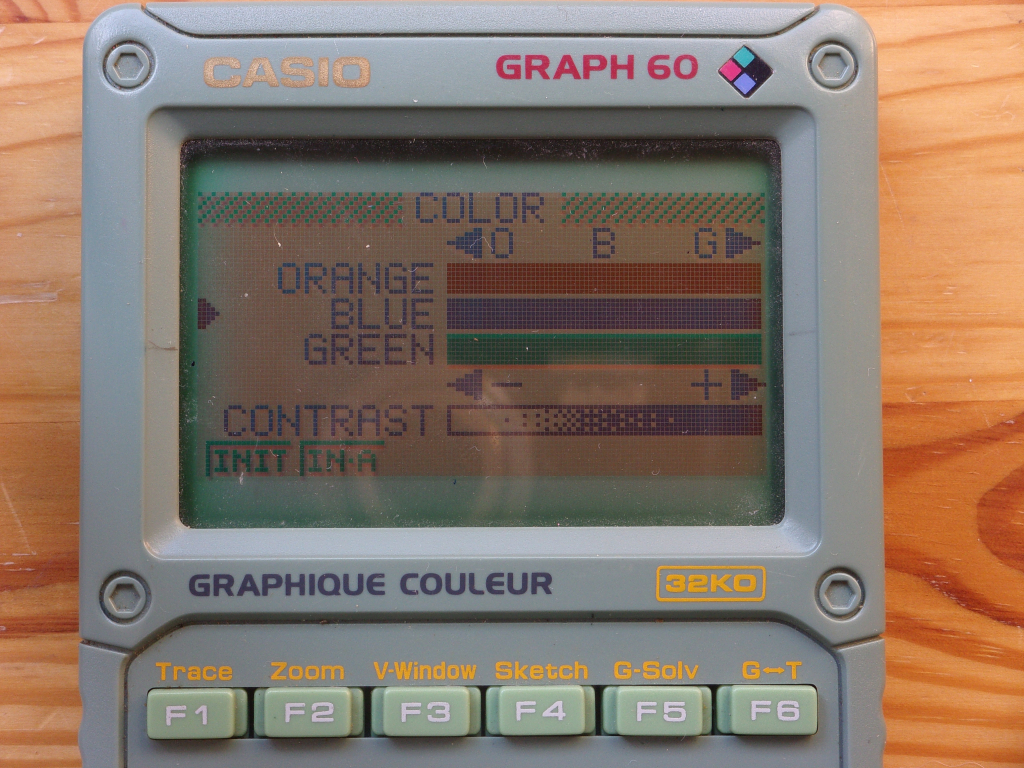 CASIO GRAPH 60
COLOR
O B G
ORANGE
BLUE
GREEN
- +
CONTRAST
INIT IN·A
GRAPHIQUE COULEUR 32KO
Trace Zoom V-Window Sketch G-Solv G↔T
F1 F2 F3 F4 F5 F6